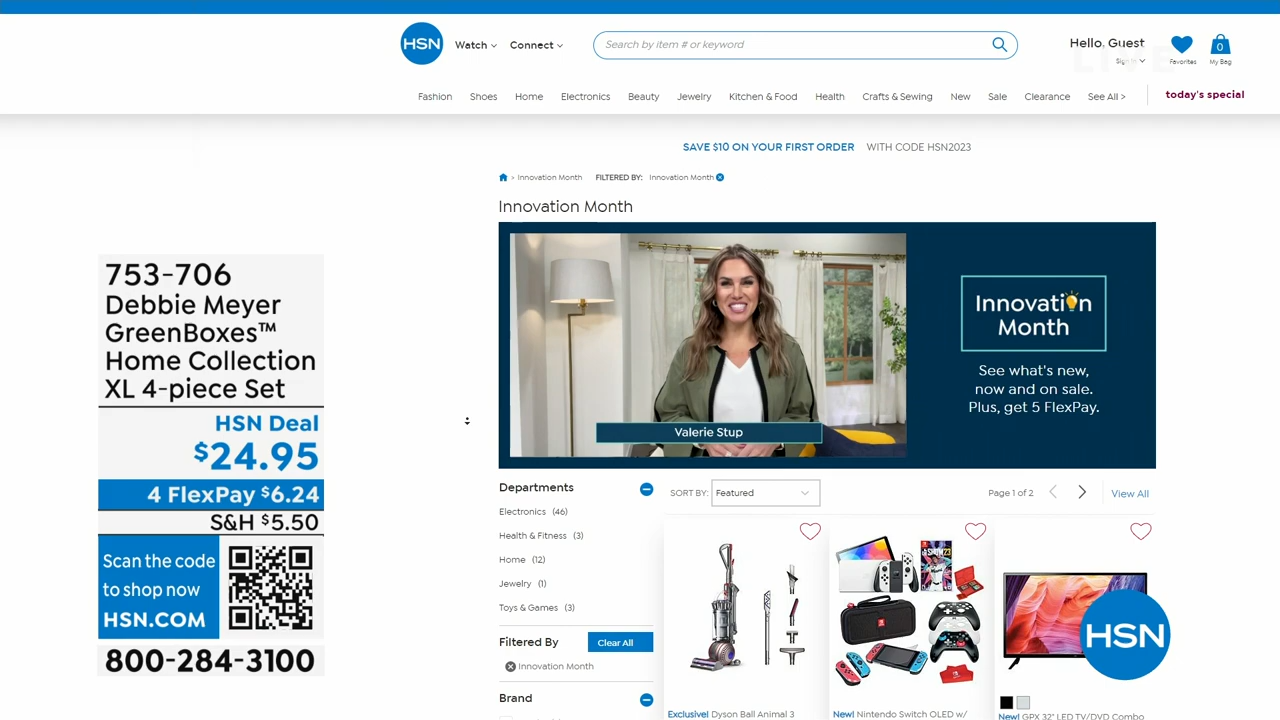 HSN
Watch
Connect
Search by item # or keyword
Hello, Guest
LIVE
Sign In
Favorites
0
My Bag
Fashion
Shoes
Home
Electronics
Beauty
Jewelry
Kitchen & Food
Health
Crafts & Sewing
New
Sale
Clearance
See All >
today's special
SAVE $10 ON YOUR FIRST ORDER WITH CODE HSN2023
> Innovation Month FILTERED BY: Innovation Month
Innovation Month
753-706
Debbie Meyer
GreenBoxes™
Home Collection
XL 4-piece Set
HSN Deal
$24.95
4 FlexPay $6.24
S&H $5.50
Scan the code
to shop now
HSN.COM
800-284-3100
Valerie Stup
Innovation
Month
See what's new,
now and on sale.
Plus, get 5 FlexPay.
Departments
Electronics (46)
Health & Fitness (3)
Home (12)
Jewelry (1)
Toys & Games (3)
Filtered By
Clear All
Innovation Month
Brand
SORT BY: Featured
Page 1 of 2
View All
HSN
Exclusive! Dyson Ball Animal 3
New! Nintendo Switch OLED w/
New! GPX 32" LED TV/DVD Combo